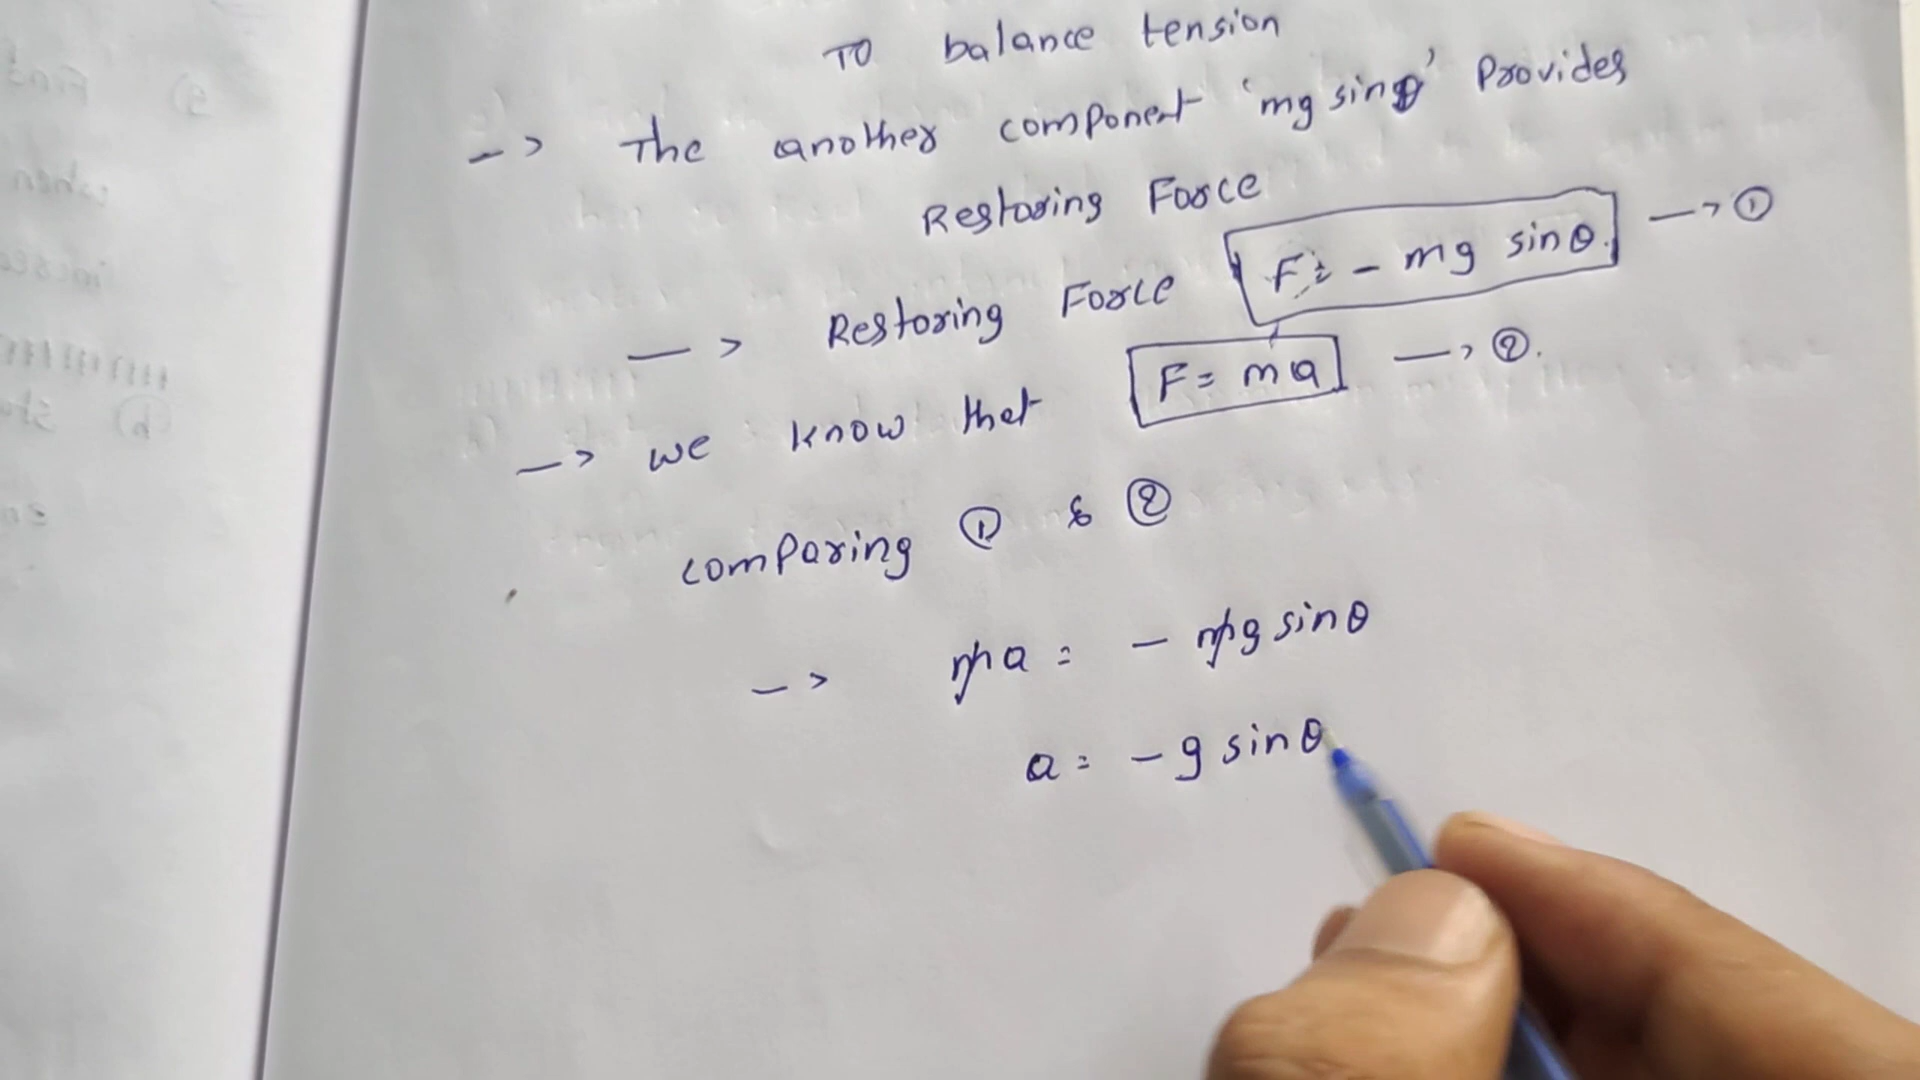 To balance tension
-> The another component 'mg sinθ' Provides
Restoring Force
-> Restoring Force F = - mg sinθ. -> ①
-> we know that F = ma -> ②.
comparing ① & ②
-> ma = - mg sinθ
a = - g sinθ